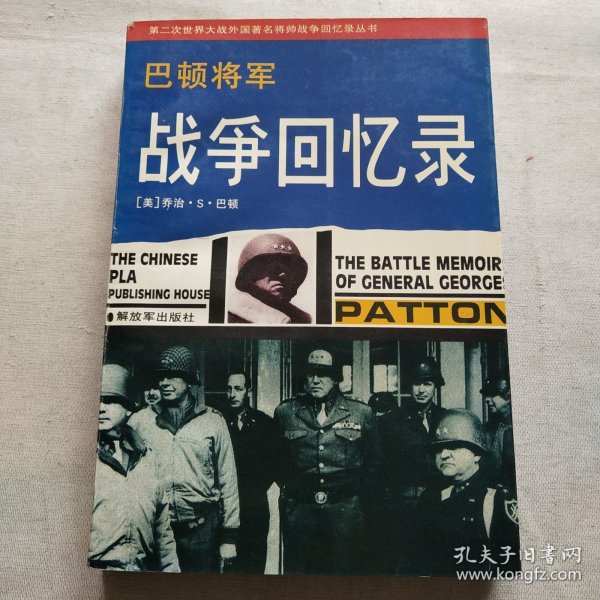 第二次世界大战外国著名将帅战争回忆录丛书
巴顿将军
战争回忆录
[美]乔治·S·巴顿
THE CHINESE
PLA
PUBLISHING HOUSE
●解放军出版社
THE BATTLE MEMOIR
OF GENERAL GEORGES
PATTON
孔夫子旧书网
www.kongfz.com